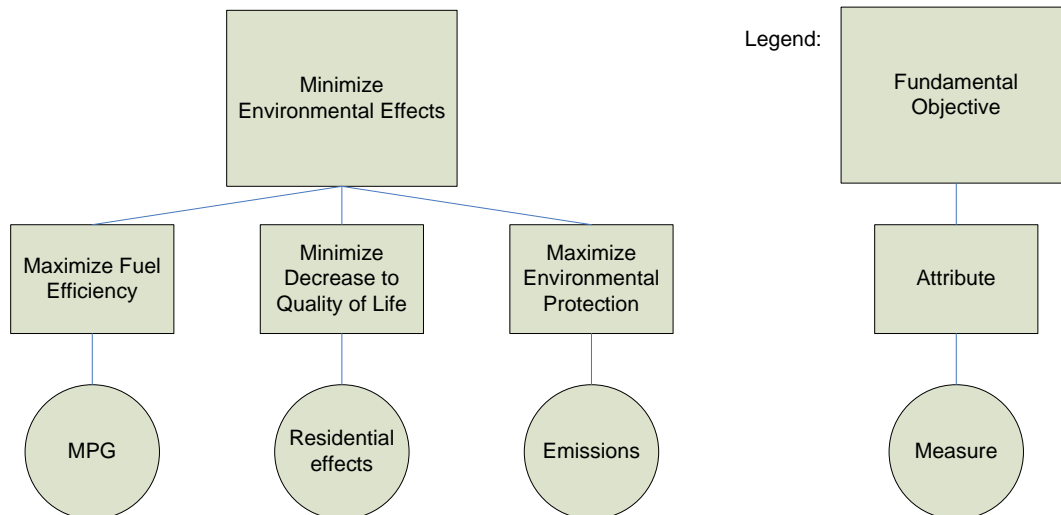 Minimize
Environmental Effects
Legend:
Fundamental
Objective
Maximize Fuel
Efficiency
Minimize
Decrease to
Quality of Life
Maximize
Environmental
Protection
Attribute
MPG
Residential
effects
Emissions
Measure